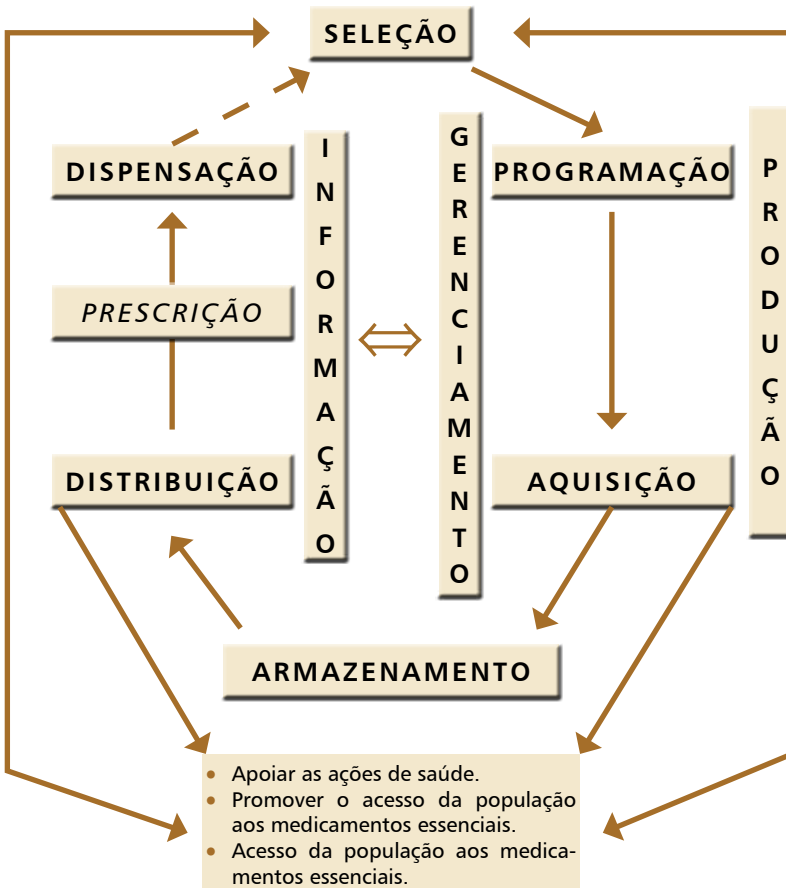 SELEÇÃO
DISPENSAÇÃO
INFORMAÇÃO
GERENCIAMENTO
PROGRAMAÇÃO
PRODUÇÃO
PRESCRIÇÃO
DISTRIBUIÇÃO
AQUISIÇÃO
ARMAZENAMENTO
• Apoiar as ações de saúde.
• Promover o acesso da população
aos medicamentos essenciais.
• Acesso da população aos medica-
mentos essenciais.